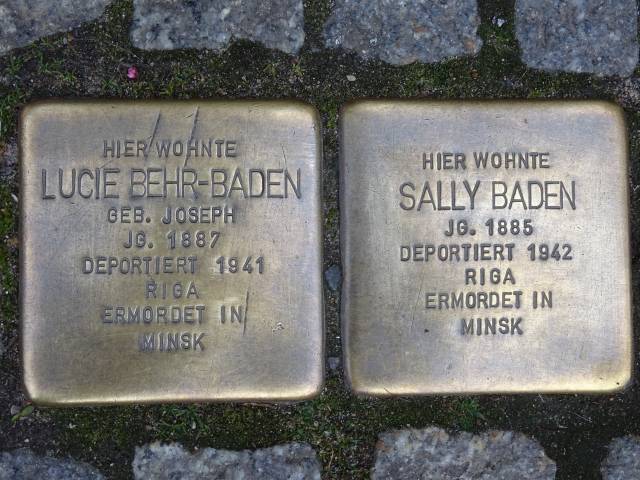 HIER WOHNTE
LUCIE BEHR-BADEN
GEB. JOSEPH
JG. 1887
DEPORTIERT 1941
RIGA
ERMORDET IN
MINSK
HIER WOHNTE
SALLY BADEN
JG. 1885
DEPORTIERT 1942
RIGA
ERMORDET IN
MINSK